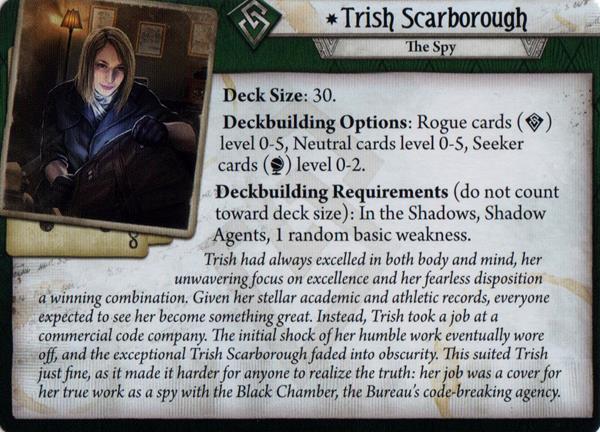 *Trish Scarborough
The Spy
Deck Size: 30.
Deckbuilding Options: Rogue cards ( )
level 0-5, Neutral cards level 0-5, Seeker
cards ( ) level 0-2.
Deckbuilding Requirements (do not count
toward deck size): In the Shadows, Shadow
Agents, 1 random basic weakness.
Trish had always excelled in both body and mind, her
unwavering focus on excellence and her fearless disposition
a winning combination. Given her stellar academic and athletic records, everyone
expected to see her become something great. Instead, Trish took a job at a
commercial code company. The initial shock of her humble work eventually wore
off, and the exceptional Trish Scarborough faded into obscurity. This suited Trish
just fine, as it made it harder for anyone to realize the truth: her job was a cover for
her true work as a spy with the Black Chamber, the Bureau's code-breaking agency.